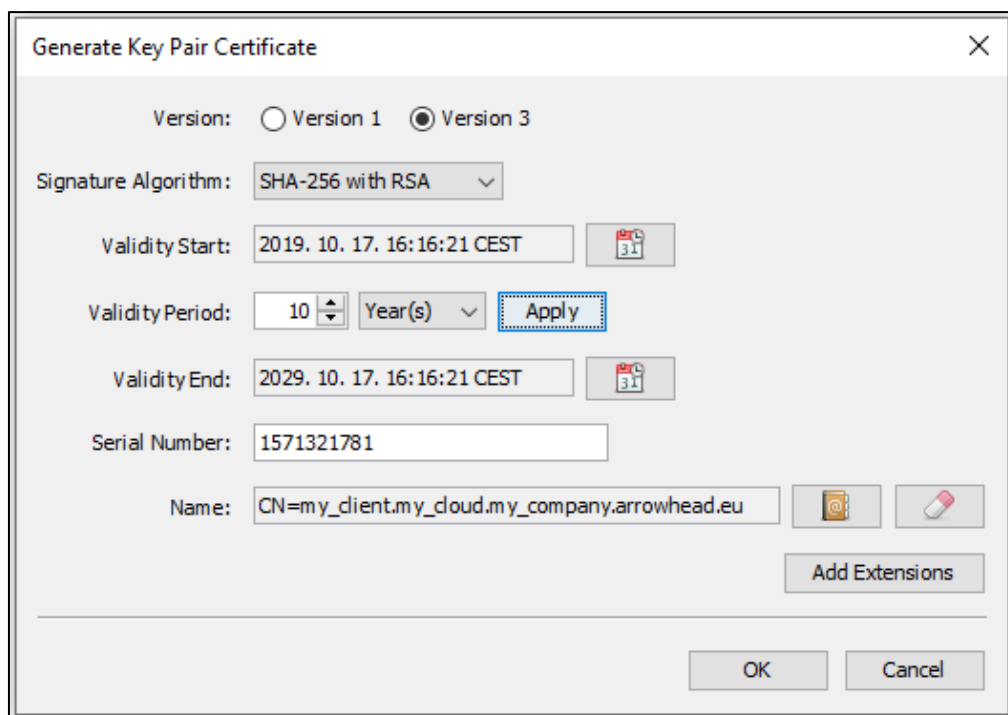 Generate Key Pair Certificate
Version: Version 1 Version 3
Signature Algorithm: SHA-256 with RSA
Validity Start: 2019. 10. 17. 16:16:21 CEST
Validity Period: 10 Year(s) Apply
Validity End: 2029. 10. 17. 16:16:21 CEST
Serial Number: 1571321781
Name: CN=my_client.my_cloud.my_company.arrowhead.eu
Add Extensions
OK Cancel